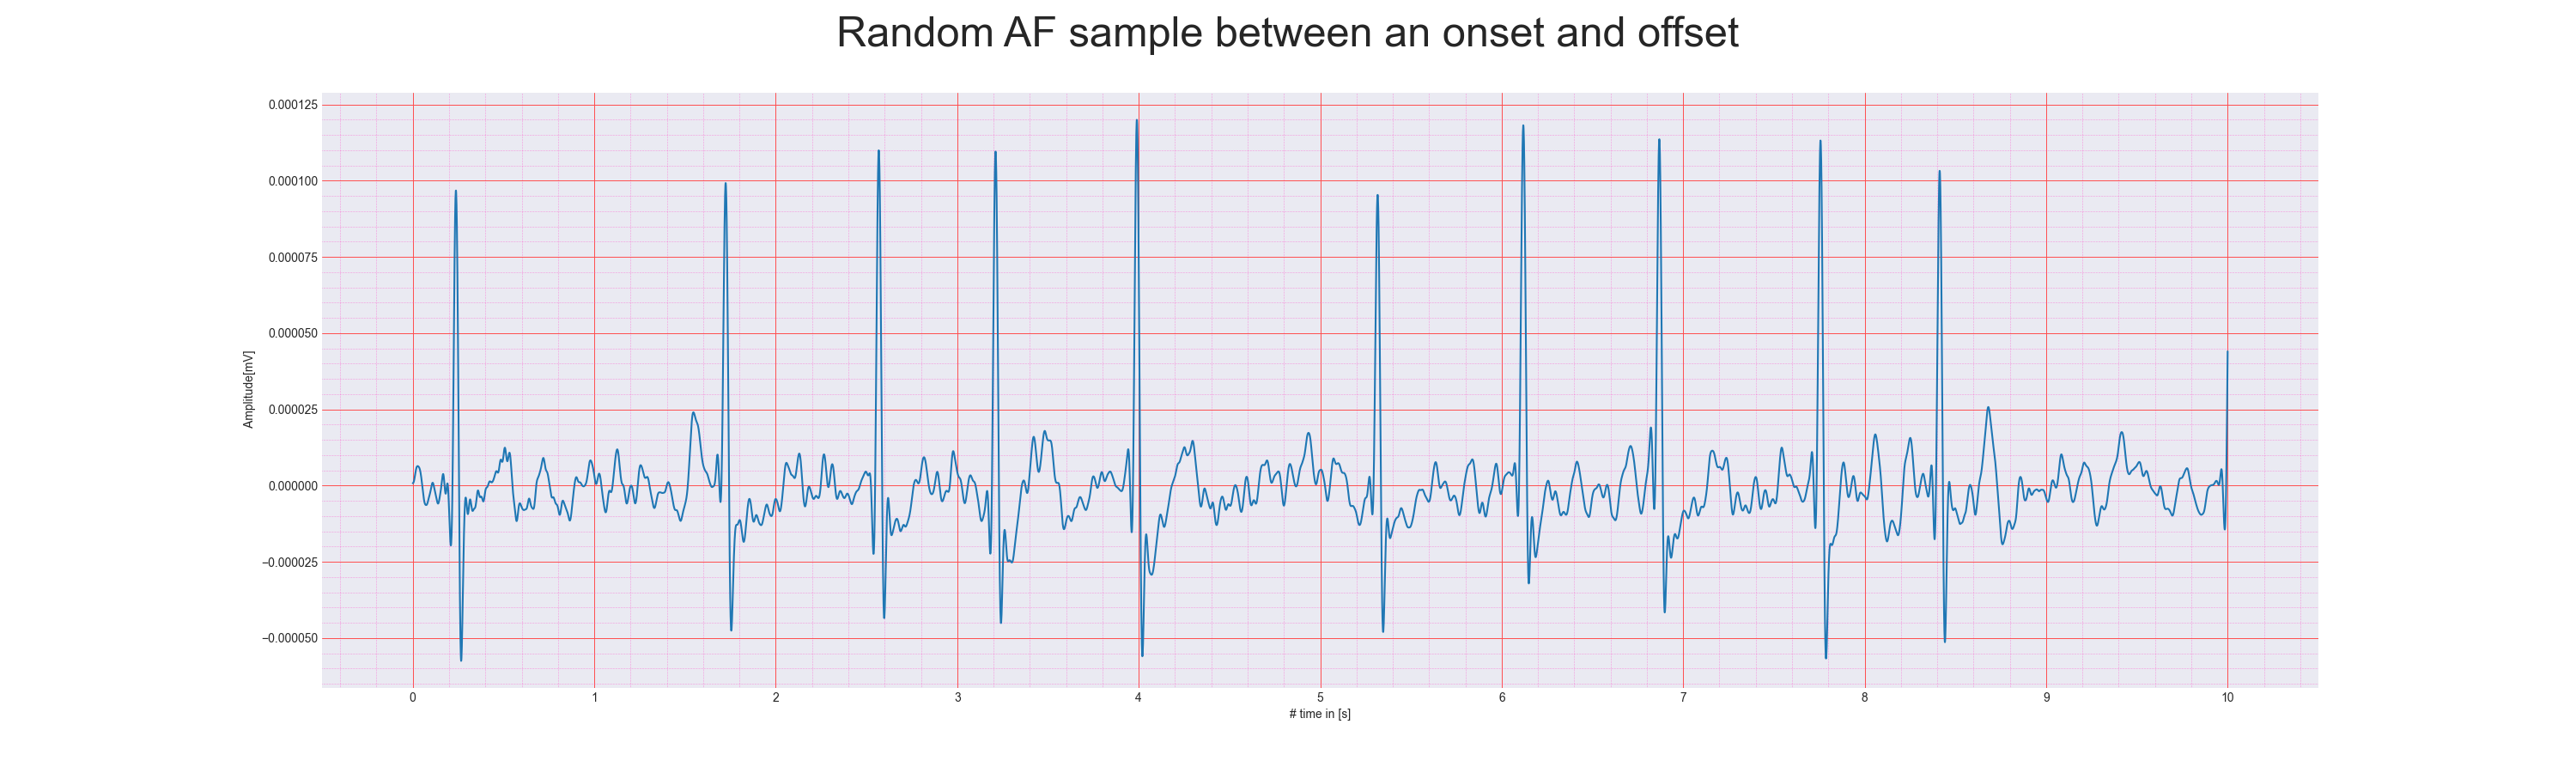 Random AF sample between an onset and offset
0.000125
0.000100
0.000075
0.000050
0.000025
0.000000
−0.000025
−0.000050
Amplitude[mV]
0 1 2 3 4 5 6 7 8 9 10
# time in [s]